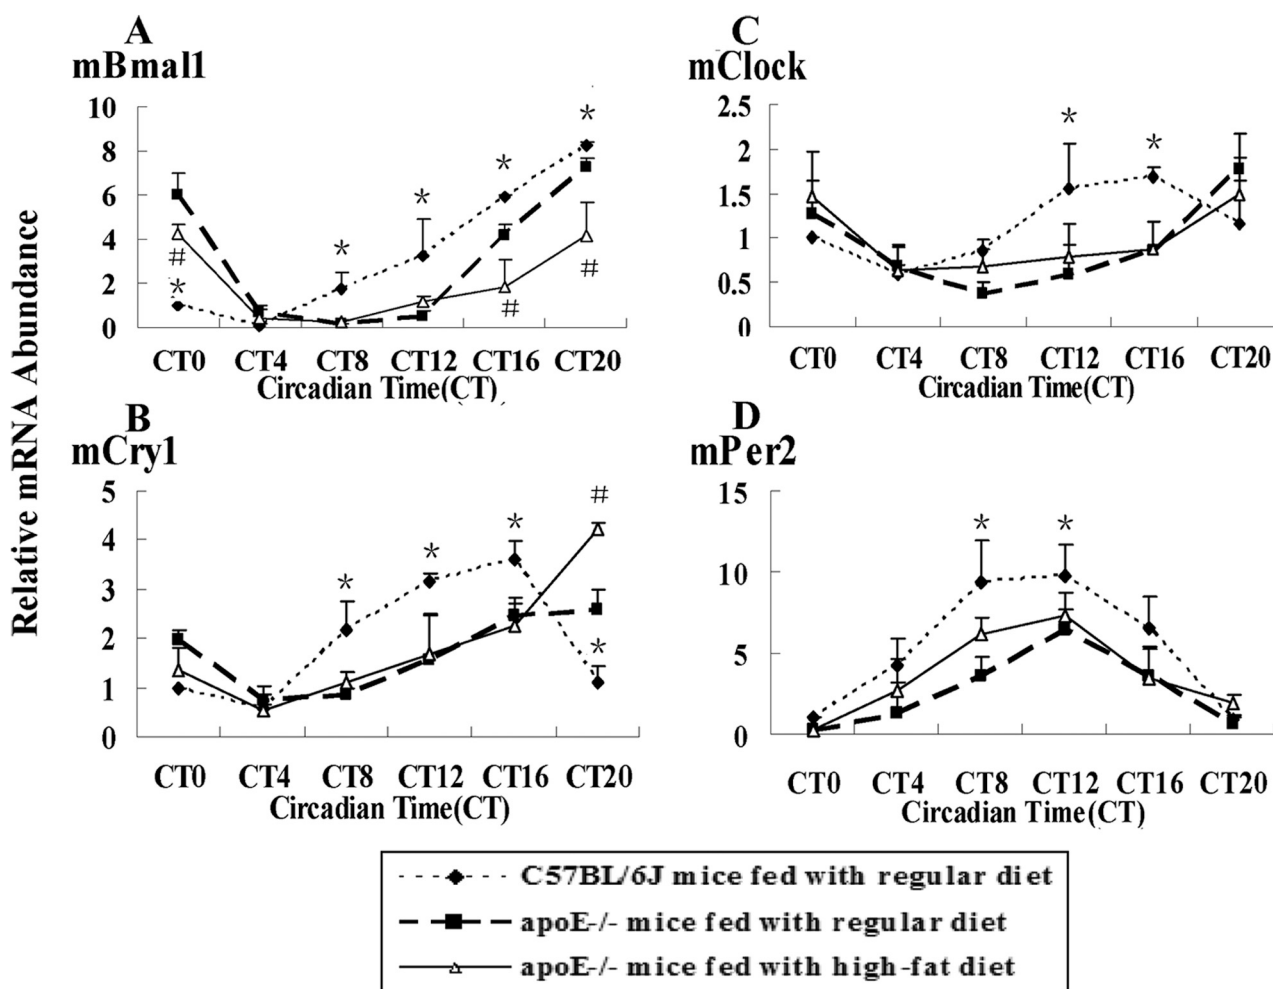 Relative mRNA Abundance
A
mBmal1
10
8
6
4
2
0
* * * * * *
# # #
CT0 CT4 CT8 CT12 CT16 CT20
Circadian Time(CT)
C
mClock
2.5
2
1.5
1
0.5
0
* *
CT0 CT4 CT8 CT12 CT16 CT20
Circadian Time(CT)
B
mCry1
5
4
3
2
1
0
* * * *
#
CT0 CT4 CT8 CT12 CT16 CT20
Circadian Time(CT)
D
mPer2
15
10
5
0
* *
CT0 CT4 CT8 CT12 CT16 CT20
Circadian Time(CT)
C57BL/6J mice fed with regular diet
apoE-/- mice fed with regular diet
apoE-/- mice fed with high-fat diet